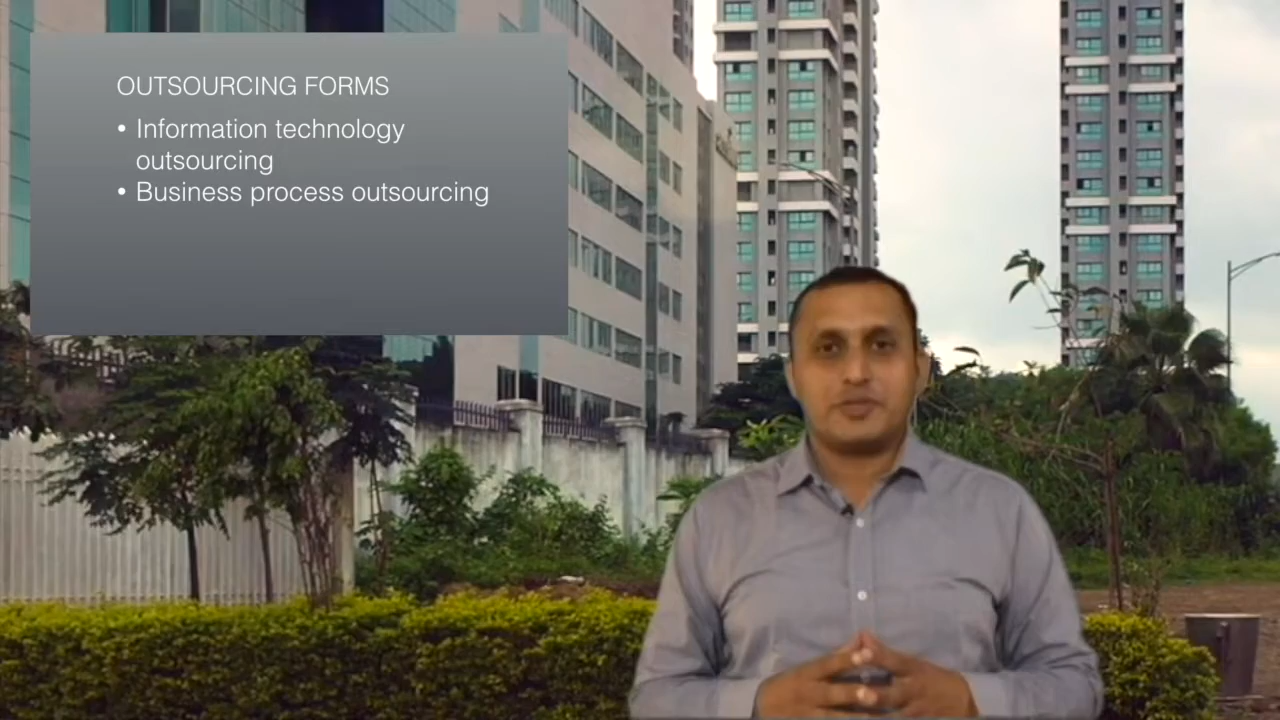 OUTSOURCING FORMS
• Information technology
outsourcing
• Business process outsourcing